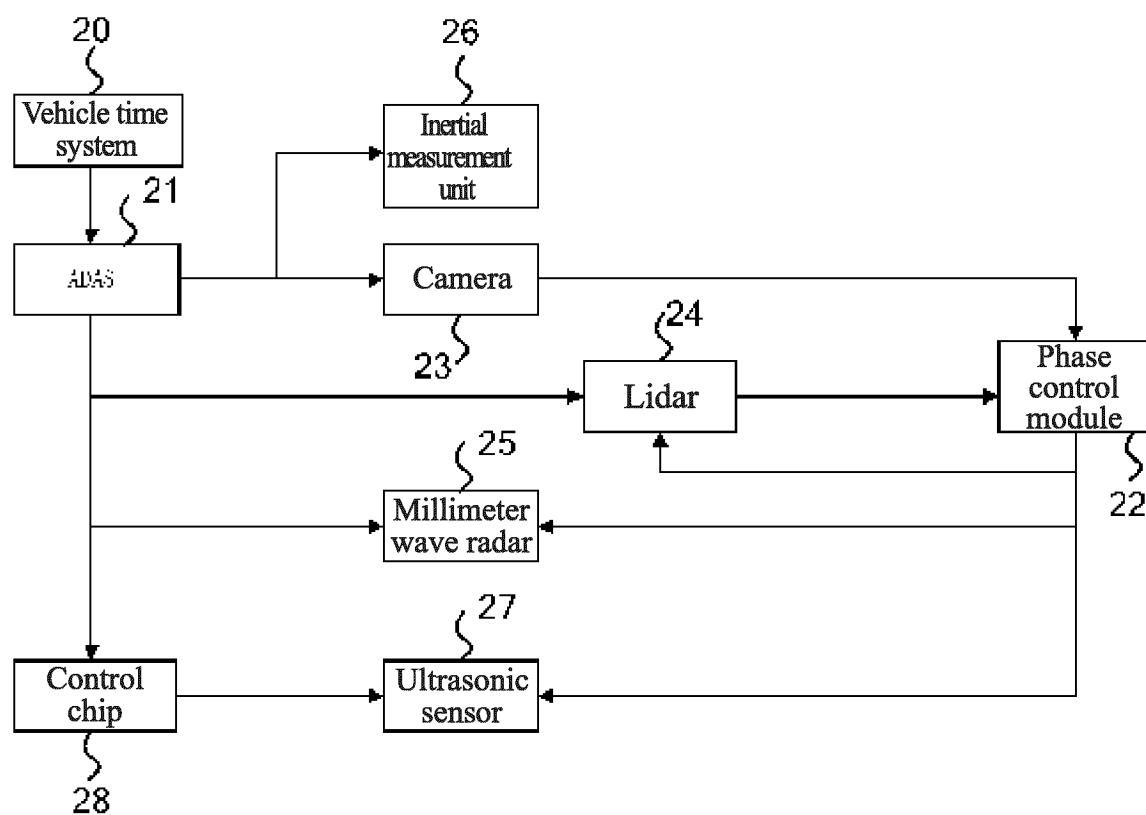 20
Vehicle time
system
26
Inertial
measurement
unit
21
ADAS
Camera
23
24
Lidar
Phase
control
module
22
25
Millimeter
wave radar
27
Control
chip
28
Ultrasonic
sensor